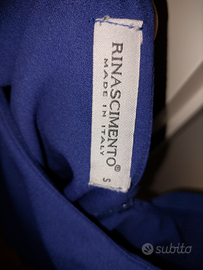 RINASCIMENTO
MADE IN ITALY
S
subito